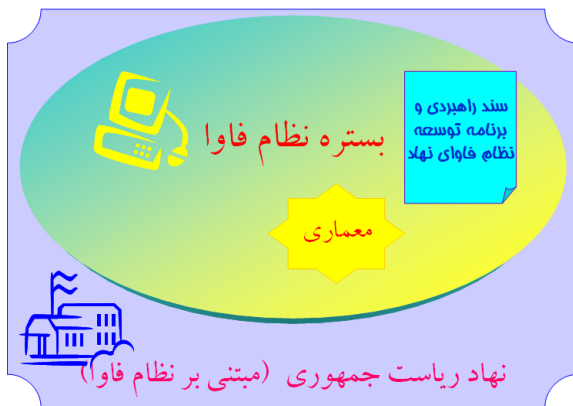 سند راهبردی و
برنامه توسعه
نظام فاوای نهاد
بستره نظام فاوا
معماری
نهاد ریاست جمهوری (مبتنی بر نظام فاوا)